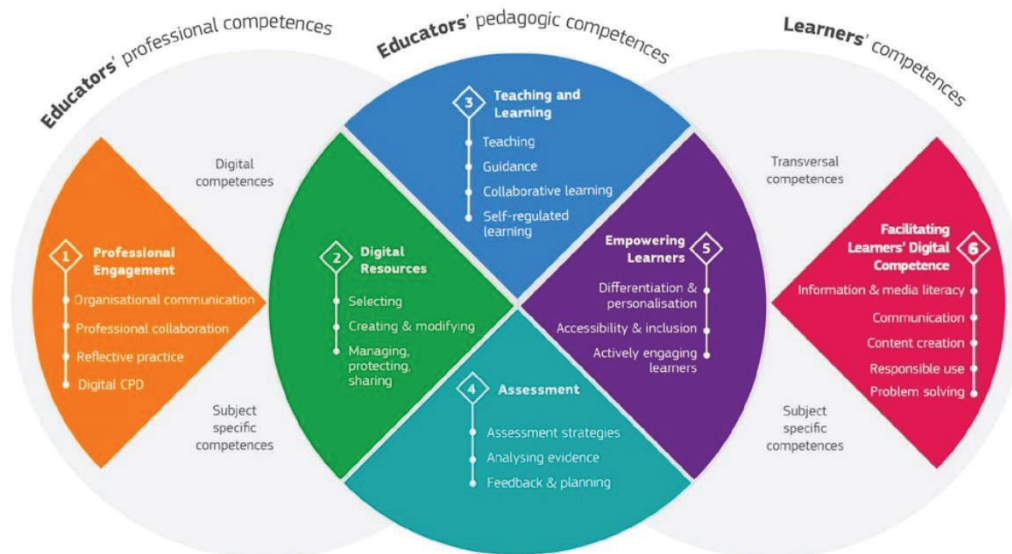 Educators' professional competences
Educators' pedagogic competences
Learners' competences
Digital
competences
Transversal
competences
1
Professional
Engagement
Organisational communication
Professional collaboration
Reflective practice
Digital CPD
2
Digital
Resources
Selecting
Creating & modifying
Managing,
protecting,
sharing
3
Teaching and
Learning
Teaching
Guidance
Collaborative learning
Self-regulated
learning
4
Assessment
Assessment strategies
Analysing evidence
Feedback & planning
5
Empowering
Learners
Differentiation &
personalisation
Accessibility & inclusion
Actively engaging
learners
6
Facilitating
Learners' Digital
Competence
Information & media literacy
Communication
Content creation
Responsible use
Problem solving
Subject
specific
competences
Subject
specific
competences